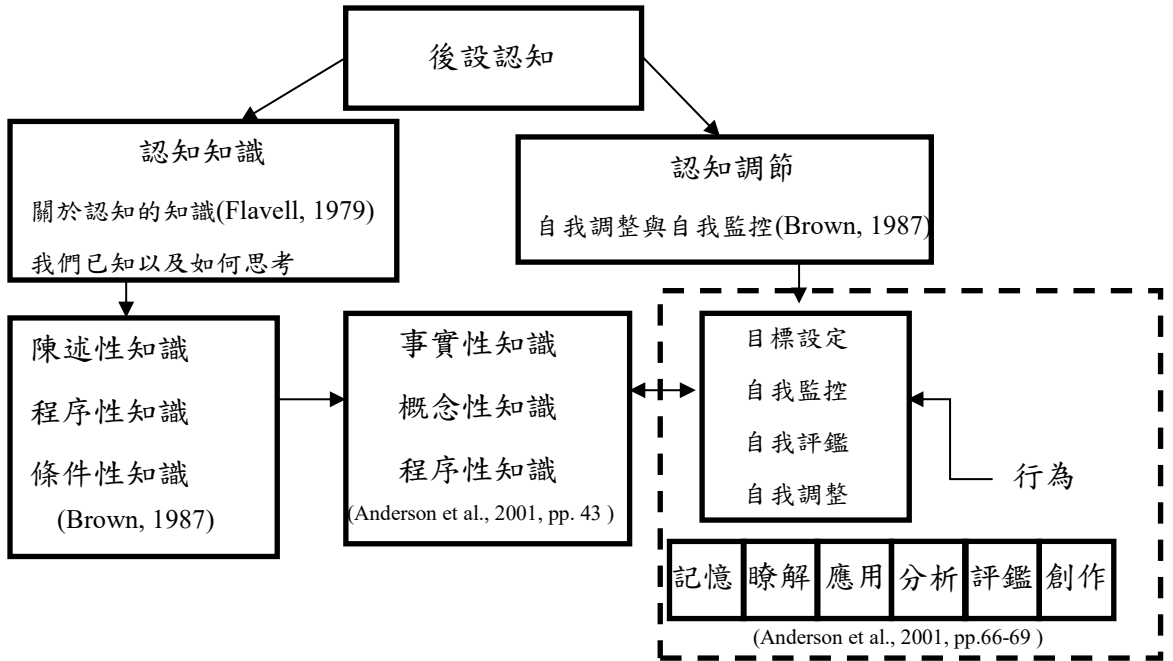 後設認知
認知知識
關於認知的知識(Flavell, 1979)
我們已知以及如何思考
認知調節
自我調整與自我監控(Brown, 1987)
陳述性知識
程序性知識
條件性知識
(Brown, 1987)
事實性知識
概念性知識
程序性知識
(Anderson et al., 2001, pp. 43 )
目標設定
自我監控
自我評鑑
自我調整
行為
記憶 瞭解 應用 分析 評鑑 創作
(Anderson et al., 2001, pp.66-69 )